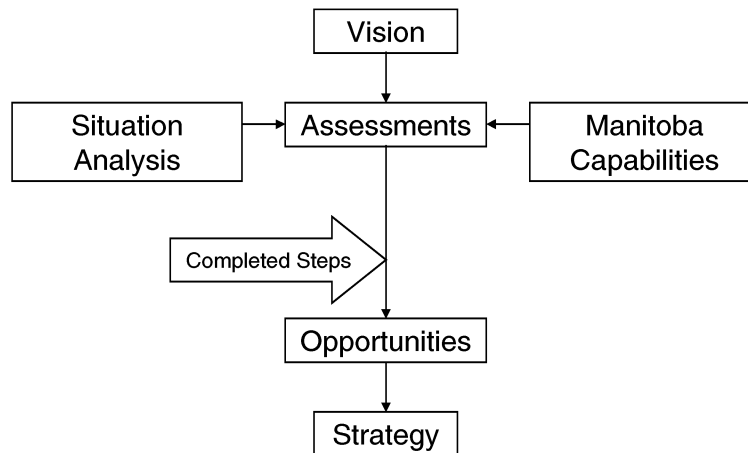 Vision
Situation
Analysis
Assessments
Manitoba
Capabilities
Completed Steps
Opportunities
Strategy